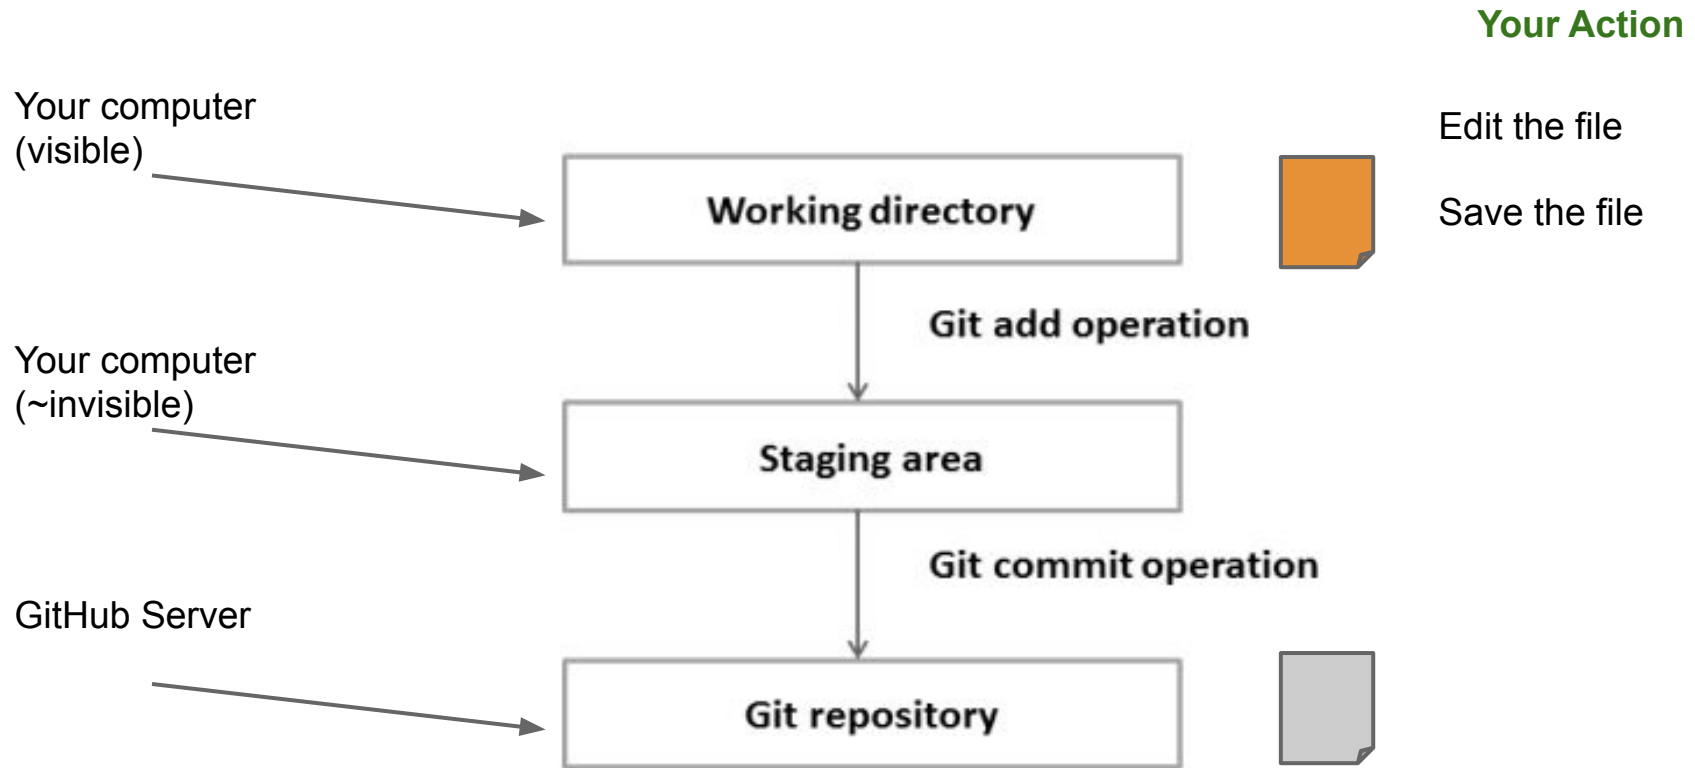 Your Action
Your computer
(visible)
Edit the file
Working directory
Save the file
Git add operation
Your computer
(~invisible)
Staging area
Git commit operation
GitHub Server
Git repository